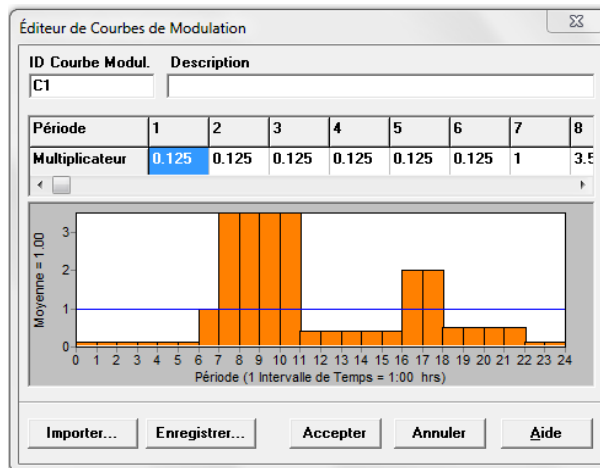 Éditeur de Courbes de Modulation
ID Courbe Modul. Description
C1
Période 1 2 3 4 5 6 7 8
Multiplicateur 0.125 0.125 0.125 0.125 0.125 0.125 1 3.5
Moyenne = 1.00
3
2
1
0
0 1 2 3 4 5 6 7 8 9 10 11 12 13 14 15 16 17 18 19 20 21 22 23 24
Période (1 Intervalle de Temps = 1:00 hrs)
Importer... Enregistrer... Accepter Annuler Aide